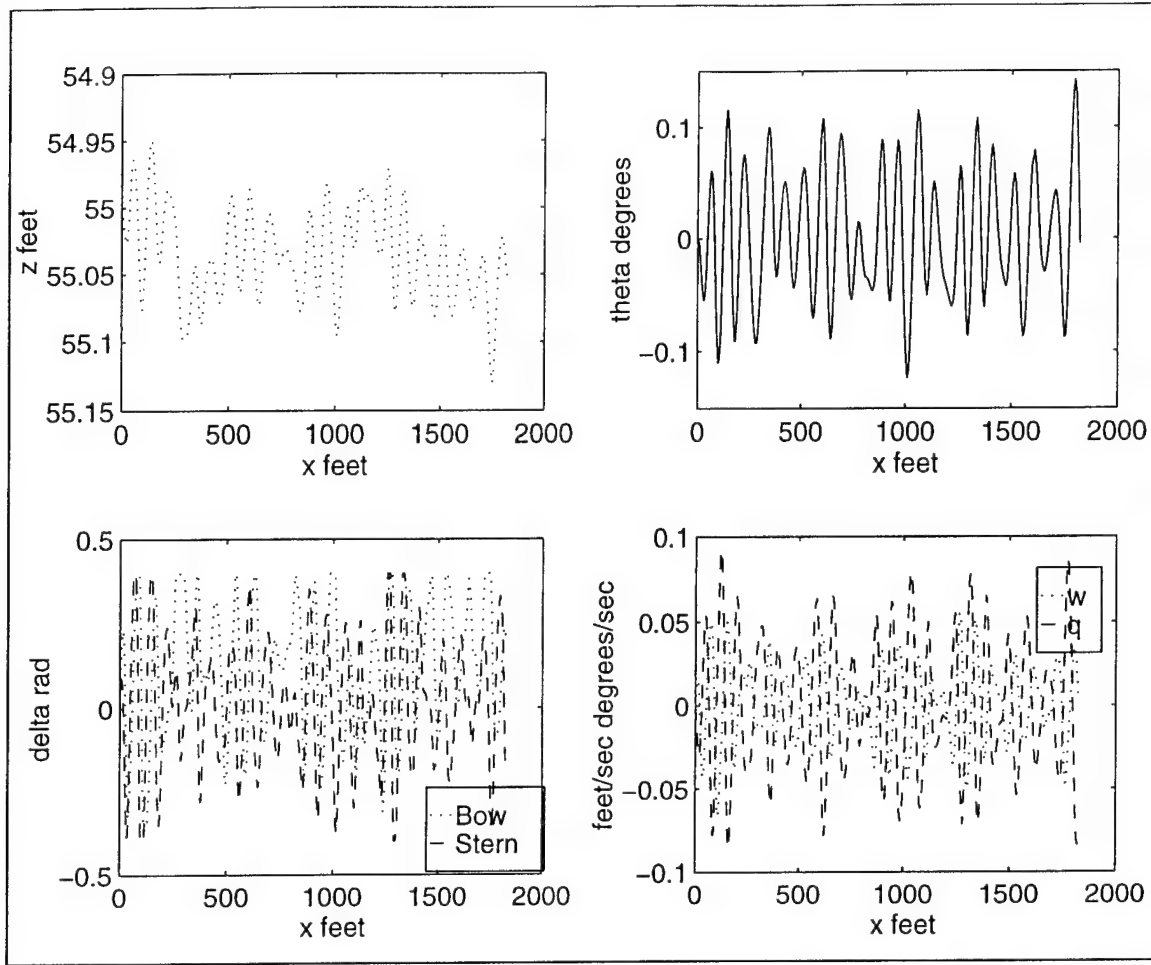 54.9
54.95
55
55.05
55.1
55.15
z feet
0 500 1000 1500 2000
x feet
0.1
0
−0.1
theta degrees
0 500 1000 1500 2000
x feet
0.5
0
−0.5
delta rad
Bow
Stern
0 500 1000 1500 2000
x feet
0.1
0.05
0
−0.05
−0.1
feet/sec degrees/sec
w
q
0 500 1000 1500 2000
x feet